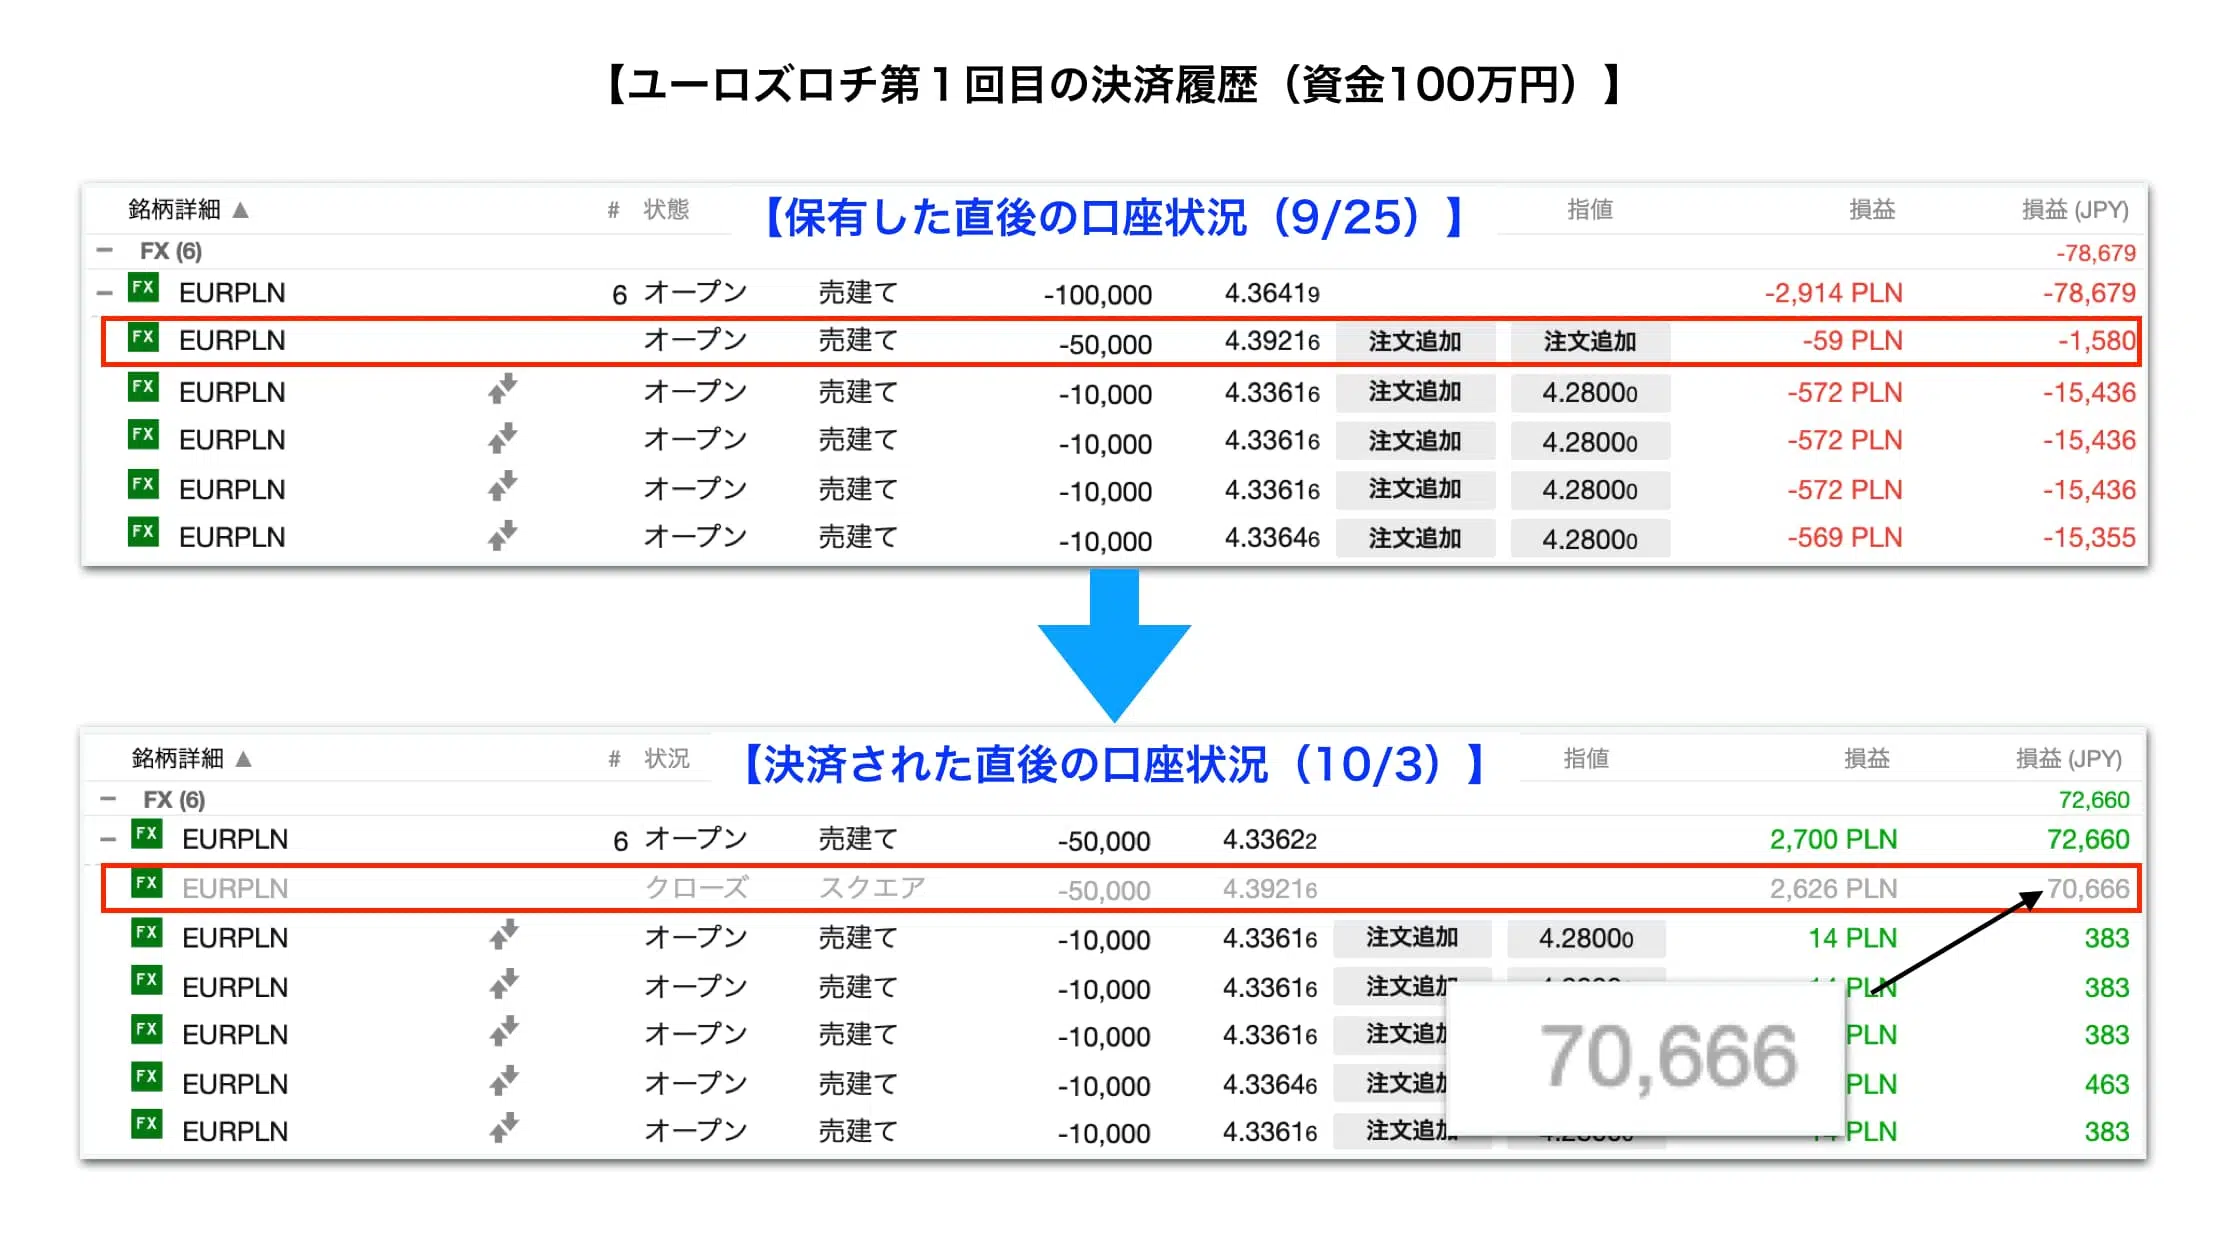 【ユーロズロチ第1回目の決済履歴（資金100万円）】
銘柄詳細 ▲ # 状態 【保有した直後の口座状況（9/25）】 指値 損益 損益 (JPY)
− FX (6) -78,679
− FX EURPLN 6 オープン 売建て -100,000 4.36419 -2,914 PLN -78,679
FX EURPLN オープン 売建て -50,000 4.39216 注文追加 注文追加 -59 PLN -1,580
FX EURPLN オープン 売建て -10,000 4.33616 注文追加 4.28000 -572 PLN -15,436
FX EURPLN オープン 売建て -10,000 4.33616 注文追加 4.28000 -572 PLN -15,436
FX EURPLN オープン 売建て -10,000 4.33616 注文追加 4.28000 -572 PLN -15,436
FX EURPLN オープン 売建て -10,000 4.33646 注文追加 4.28000 -569 PLN -15,355
銘柄詳細 ▲ # 状況 【決済された直後の口座状況（10/3）】 指値 損益 損益 (JPY)
− FX (6) 72,660
− FX EURPLN 6 オープン 売建て -50,000 4.33622 2,700 PLN 72,660
FX EURPLN クローズ スクエア -50,000 4.39216 2,626 PLN 70,666
FX EURPLN オープン 売建て -10,000 4.33616 注文追加 4.28000 14 PLN 383
FX EURPLN オープン 売建て -10,000 4.33616 注文追加 PLN 383
FX EURPLN オープン 売建て -10,000 4.33616 注文追加 PLN 383
70,666
FX EURPLN オープン 売建て -10,000 4.33646 注文追加 PLN 463
FX EURPLN オープン 売建て -10,000 4.33616 注文追加 PLN 383